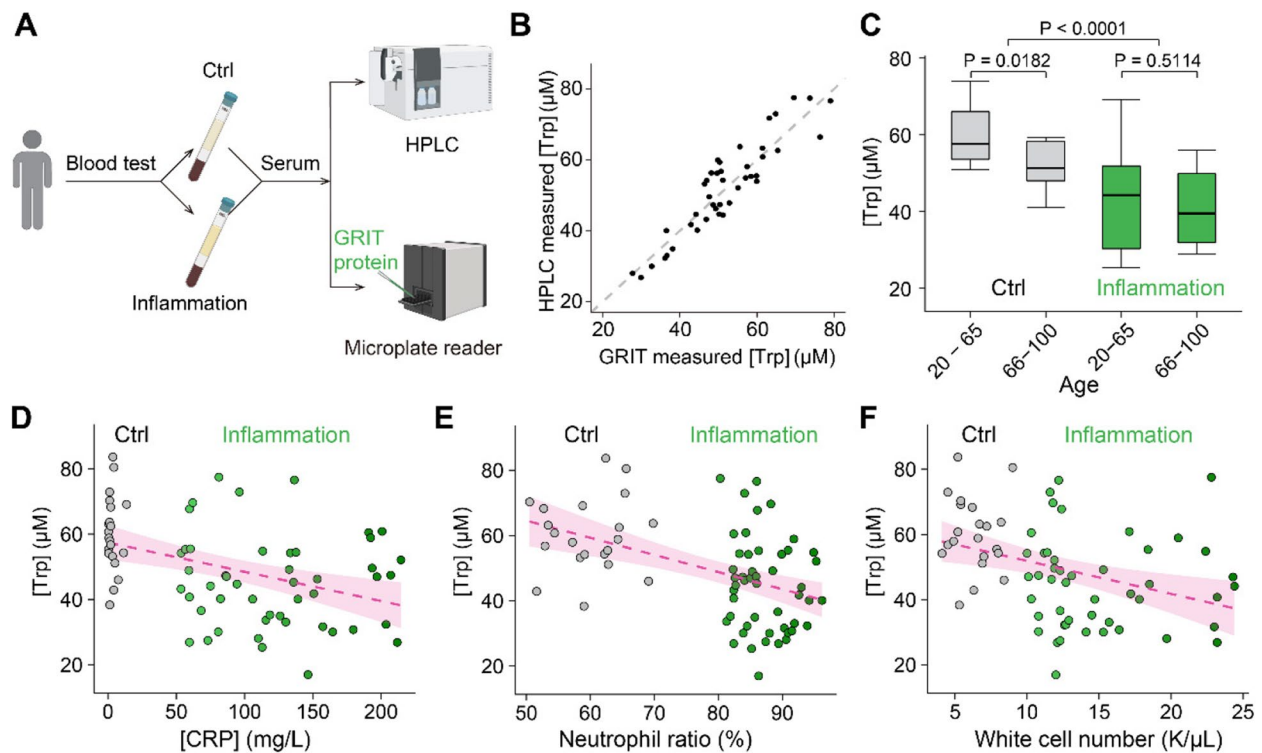 A
Ctrl
Blood test
Serum
Inflammation
HPLC
GRIT
protein
Microplate reader
B
HPLC measured [Trp] (µM)
80
60
40
20
20 40 60 80
GRIT measured [Trp] (µM)
C
P < 0.0001
P = 0.0182 P = 0.5114
[Trp] (µM)
80
60
40
20
Ctrl Inflammation
20 – 65 66–100 20–65 66–100
Age
D
Ctrl Inflammation
[Trp] (µM)
80
60
40
20
0 50 100 150 200
[CRP] (mg/L)
E
Ctrl Inflammation
[Trp] (µM)
80
60
40
20
50 60 70 80 90
Neutrophil ratio (%)
F
Ctrl Inflammation
[Trp] (µM)
80
60
40
20
5 10 15 20 25
White cell number (K/µL)